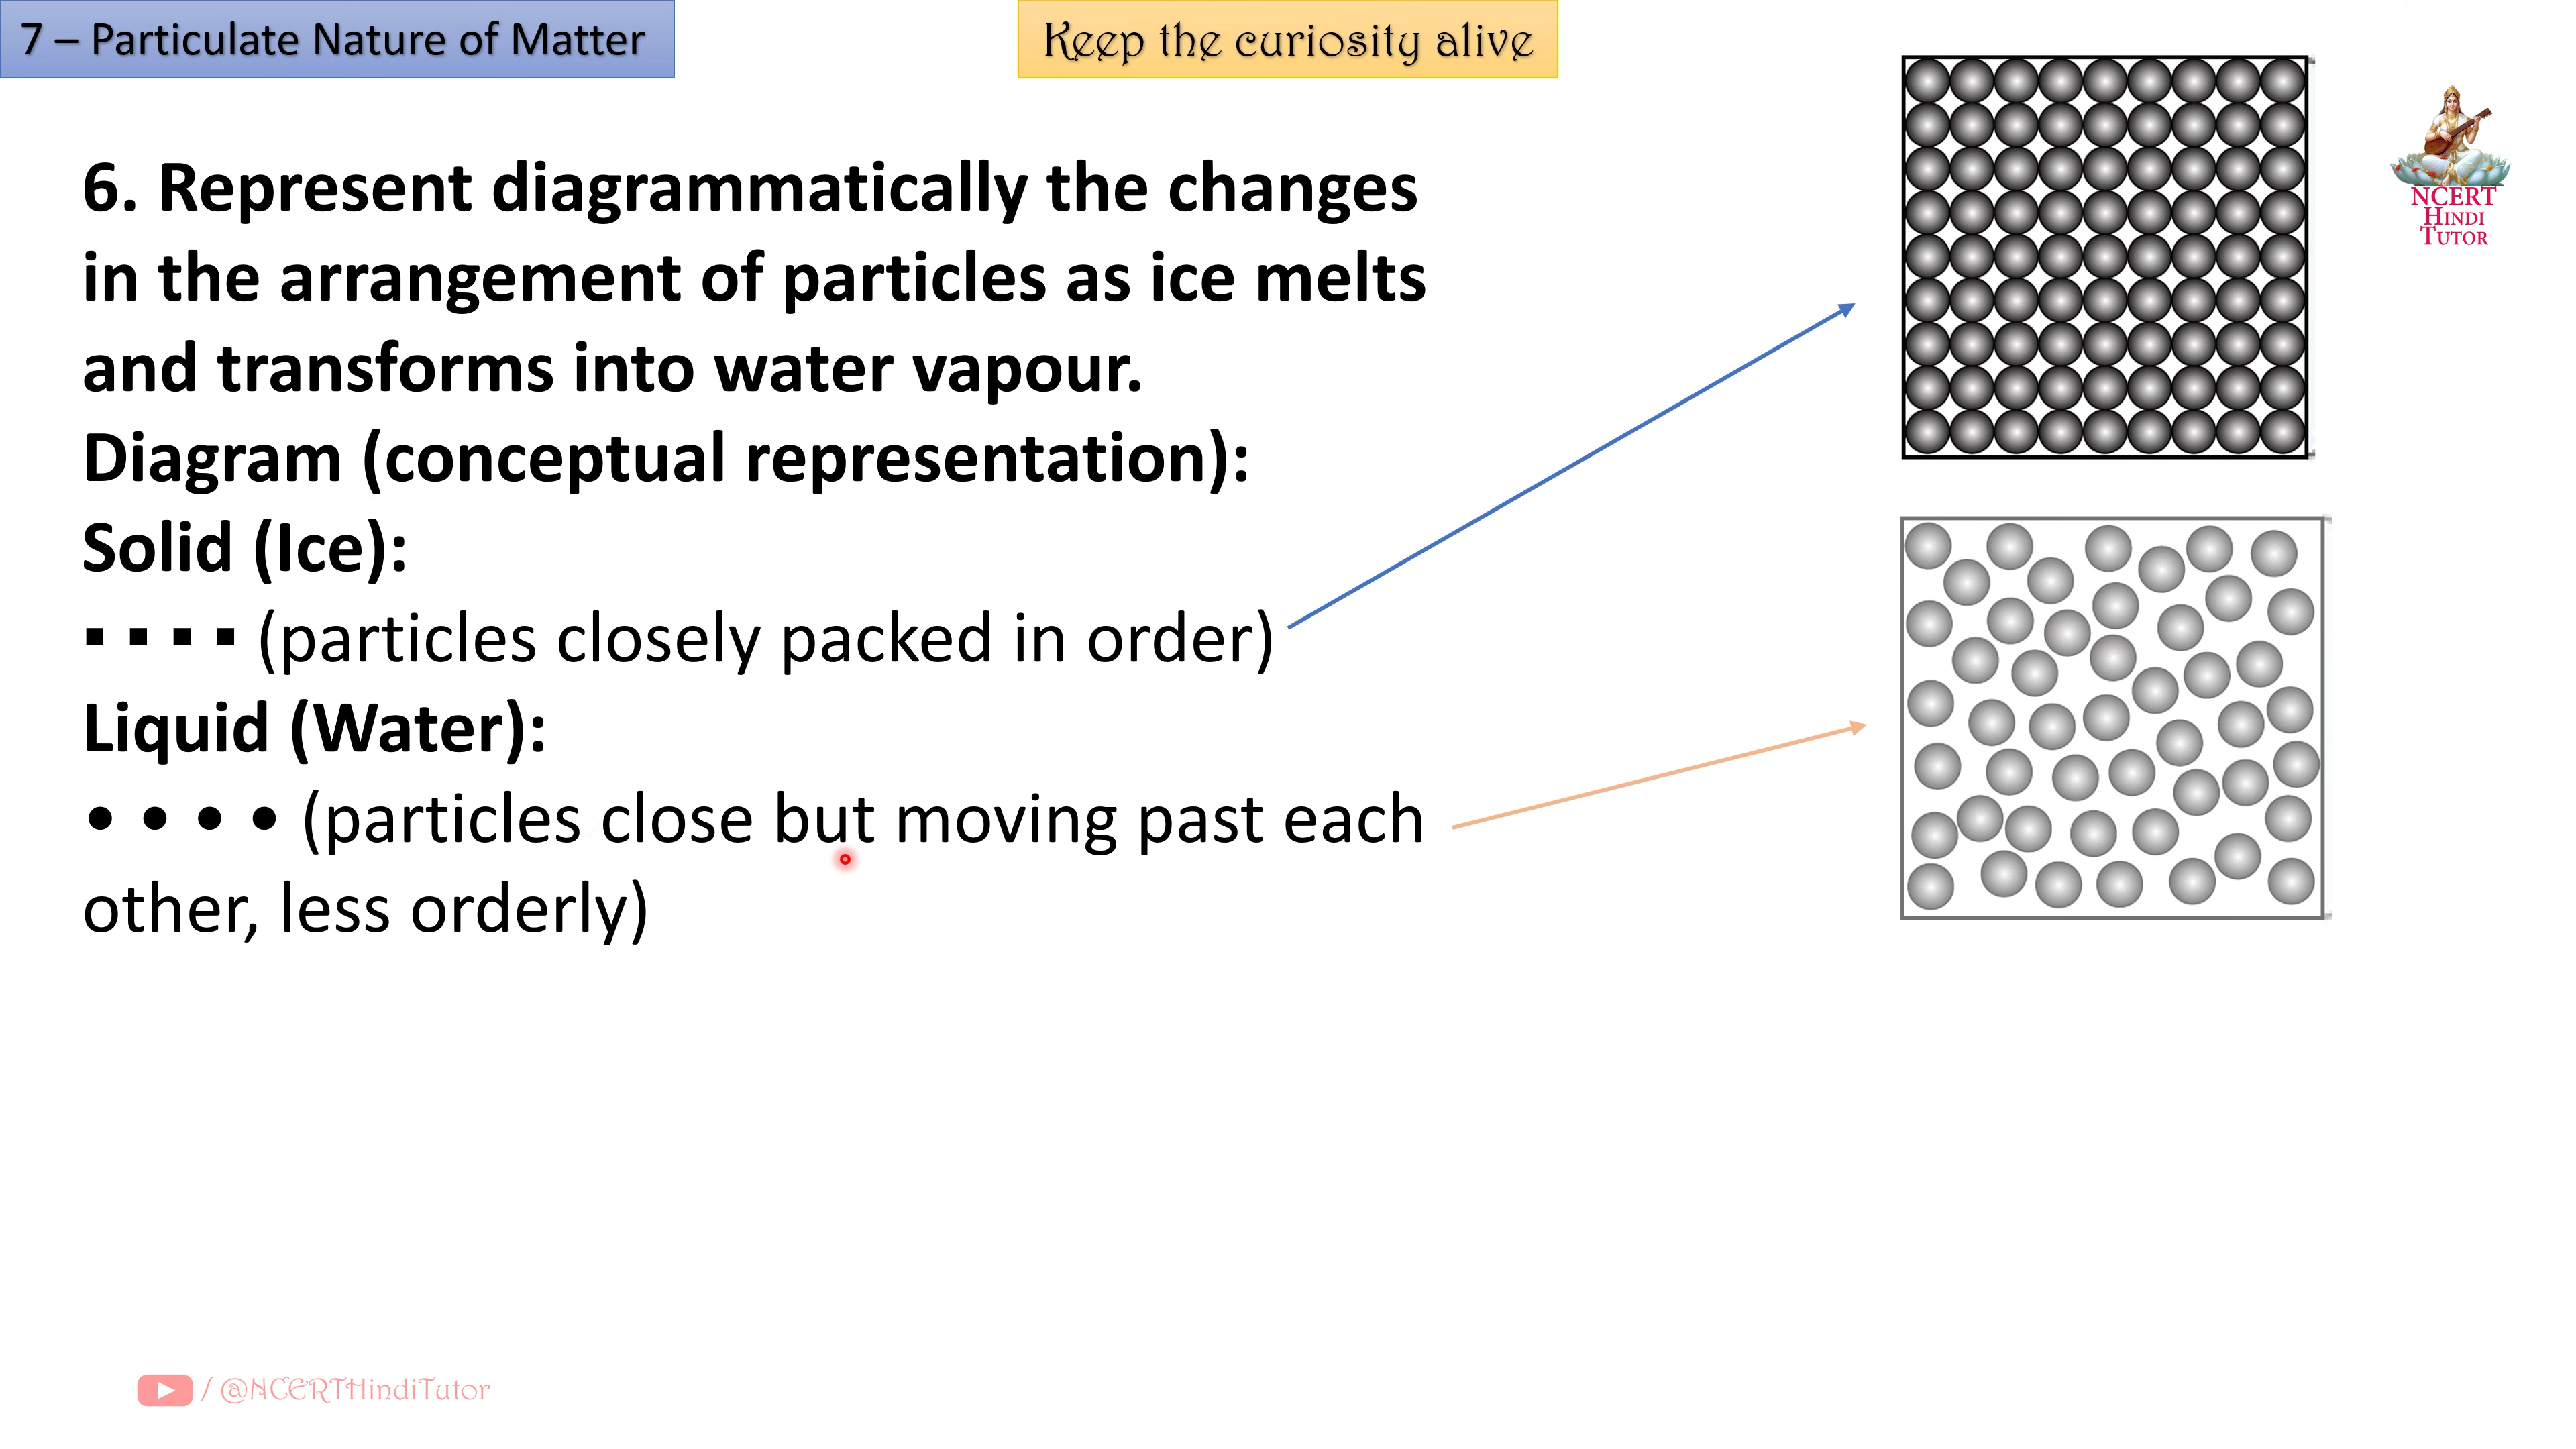 7 – Particulate Nature of Matter
Keep the curiosity alive
NCERT
HINDI
TUTOR
6. Represent diagrammatically the changes
in the arrangement of particles as ice melts
and transforms into water vapour.
Diagram (conceptual representation):
Solid (Ice):
▪ ▪ ▪ ▪ (particles closely packed in order)
Liquid (Water):
• • • • (particles close but moving past each
other, less orderly)
/ @NCERTHindiTutor